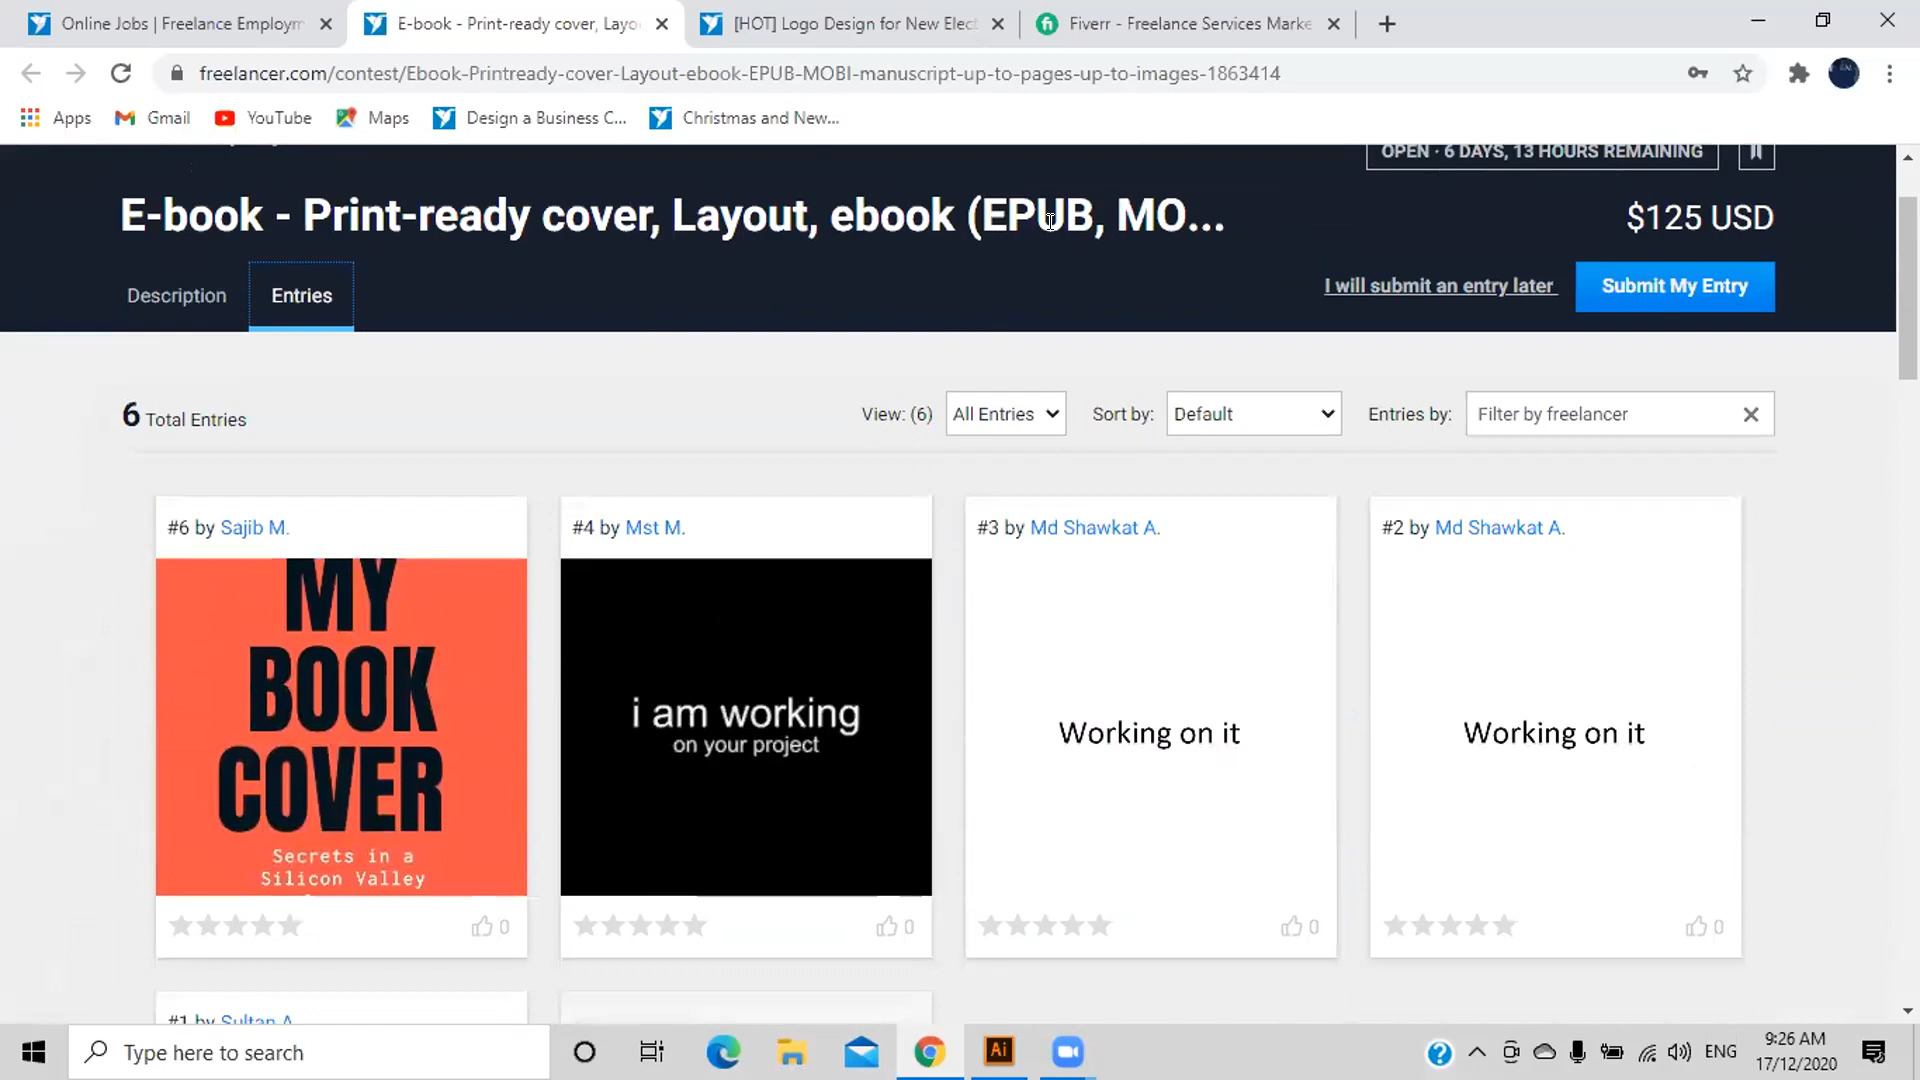 Online Jobs | Freelance Employm
E-book - Print-ready cover, Layo
[HOT] Logo Design for New Elect
Fiverr - Freelance Services Marke
freelancer.com/contest/Ebook-Printready-cover-Layout-ebook-EPUB-MOBI-manuscript-up-to-pages-up-to-images-1863414
Apps
Gmail
YouTube
Maps
Design a Business C...
Christmas and New...
OPEN · 6 DAYS, 13 HOURS REMAINING
E-book - Print-ready cover, Layout, ebook (EPUB, MO...
$125 USD
Description
Entries
I will submit an entry later
Submit My Entry
6 Total Entries
View: (6)
All Entries
Sort by:
Default
Entries by:
Filter by freelancer
#6 by Sajib M.
#4 by Mst M.
#3 by Md Shawkat A.
#2 by Md Shawkat A.
MY
BOOK
COVER
Secrets in a
Silicon Valley
i am working
on your project
Working on it
Working on it
0
0
0
0
#1 by Sultan A.
Type here to search
Ai
ENG
9:26 AM
17/12/2020